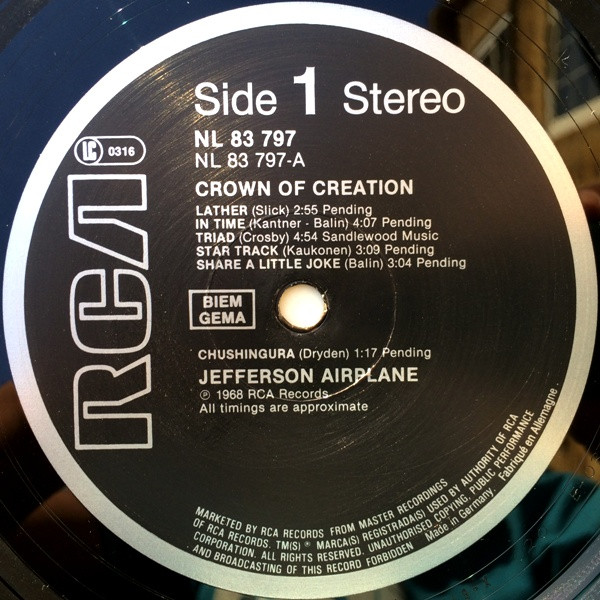 Side 1 Stereo
NL 83 797
NL 83 797-A
LC 0316
RCA
CROWN OF CREATION
LATHER (Slick) 2:55 Pending
IN TIME (Kantner - Balin) 4:07 Pending
TRIAD (Crosby) 4:54 Sandlewood Music
STAR TRACK (Kaukonen) 3:09 Pending
SHARE A LITTLE JOKE (Balin) 3:04 Pending
BIEM
GEMA
CHUSHINGURA (Dryden) 1:17 Pending
JEFFERSON AIRPLANE
℗ 1968 RCA Records
All timings are approximate
MARKETED BY RCA RECORDS FROM MASTER RECORDINGS
OF RCA RECORDS. TM(S) ® MARCA(S) REGISTRADA(S) USED BY AUTHORITY OF RCA
CORPORATION. ALL RIGHTS RESERVED. UNAUTHORISED COPYING, PUBLIC PERFORMANCE
AND BROADCASTING OF THIS RECORD FORBIDDEN Made in Germany. Fabriqué en Allemagne